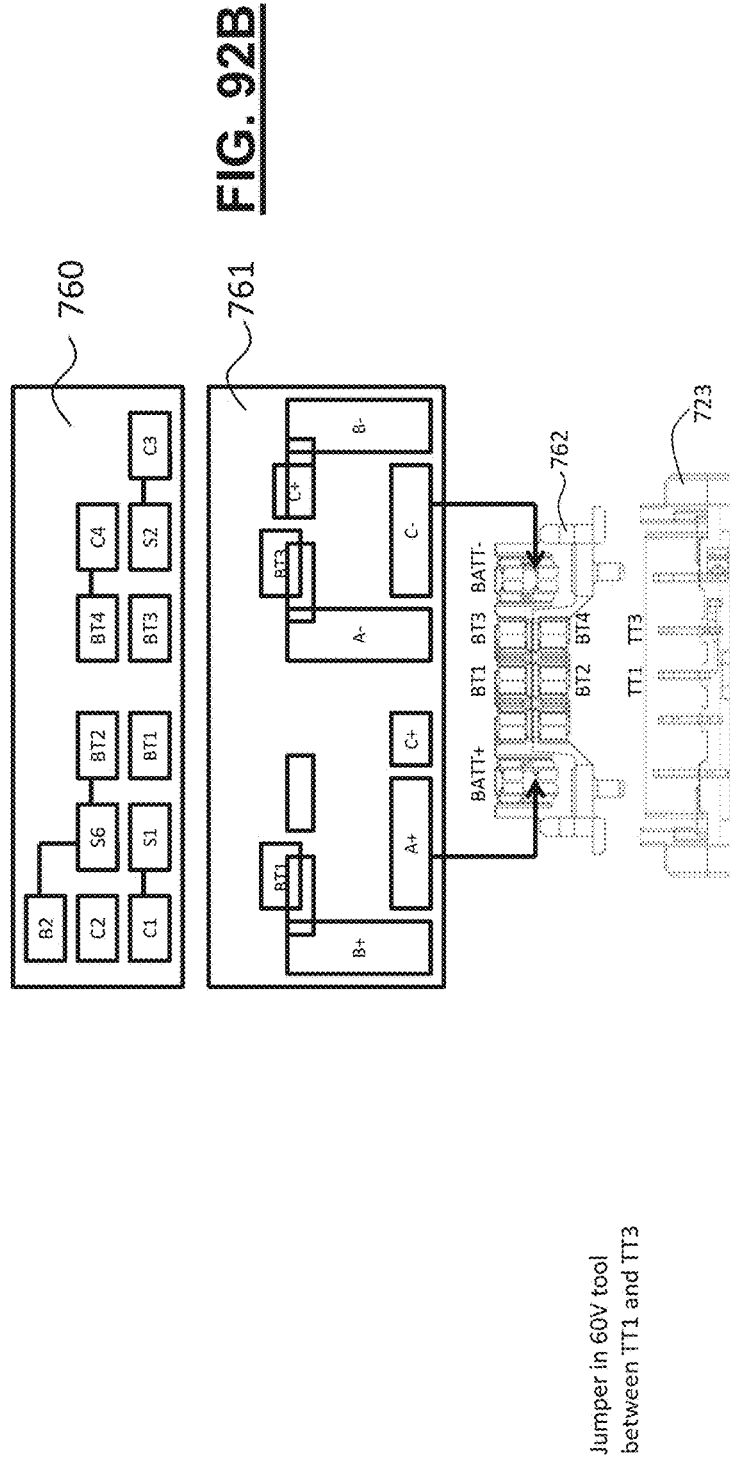 B2
760
C2 S6 BT2 BT4 C4
C1 S1 BT1 BT3 S2 C3
761
FIG. 92B
BT1 BT3 C+
B+ A- B-
A+ C+ C-
BATT+ BT1 BT3 BATT-
762
BT2 BT4
Jumper in 60V tool
between TT1 and TT3
TT1 TT3
723